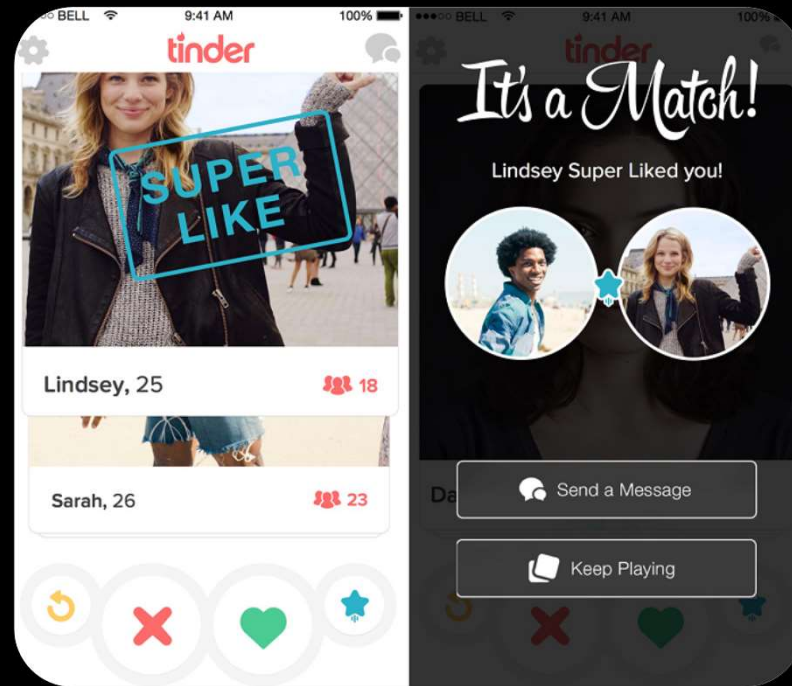 BELL 9:41 AM 100%
tinder
SUPER
LIKE
Lindsey, 25 18
Sarah, 26 23
BELL 9:41 AM 100%
tinder
It's a Match!
Lindsey Super Liked you!
Da
Send a Message
Keep Playing